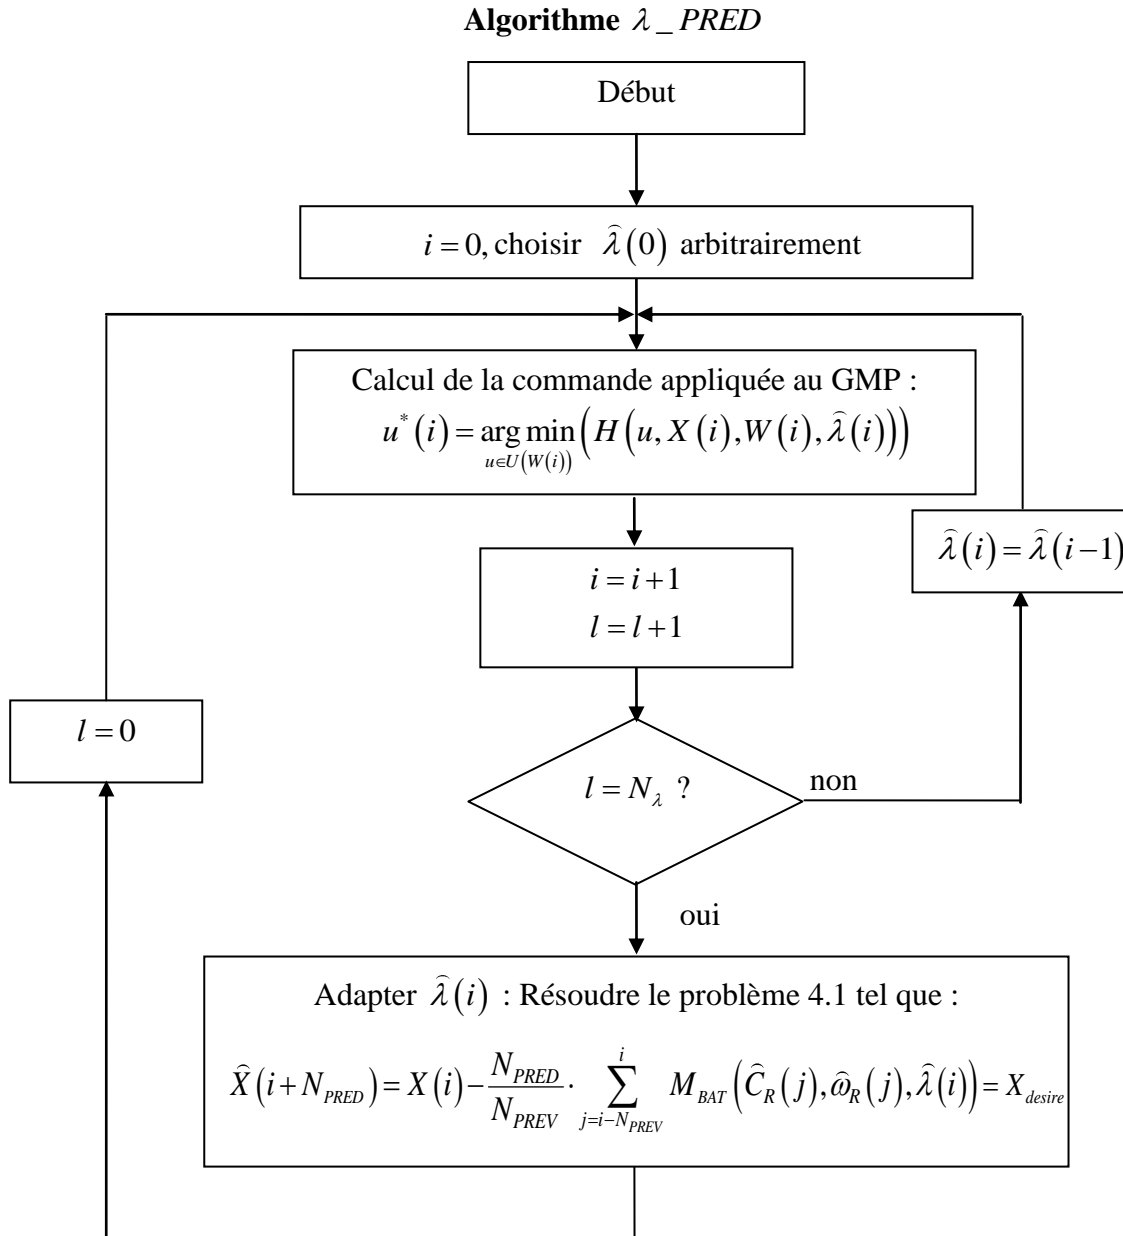 Algorithme λ_PRED
Début
i = 0, choisir λ̂(0) arbitrairement
Calcul de la commande appliquée au GMP :
u*(i) = arg min_{u∈U(W(i))} (H(u, X(i), W(i), λ̂(i)))
λ̂(i) = λ̂(i−1)
i = i+1
l = l+1
l = 0
l = N_λ ?
non
oui
Adapter λ̂(i) : Résoudre le problème 4.1 tel que :
X̂(i+N_PRED) = X(i) − N_PRED/N_PREV · ∑_{j=i−N_PREV}^{i} M_BAT(Ĉ_R(j), ω̂_R(j), λ̂(i)) = X_desire